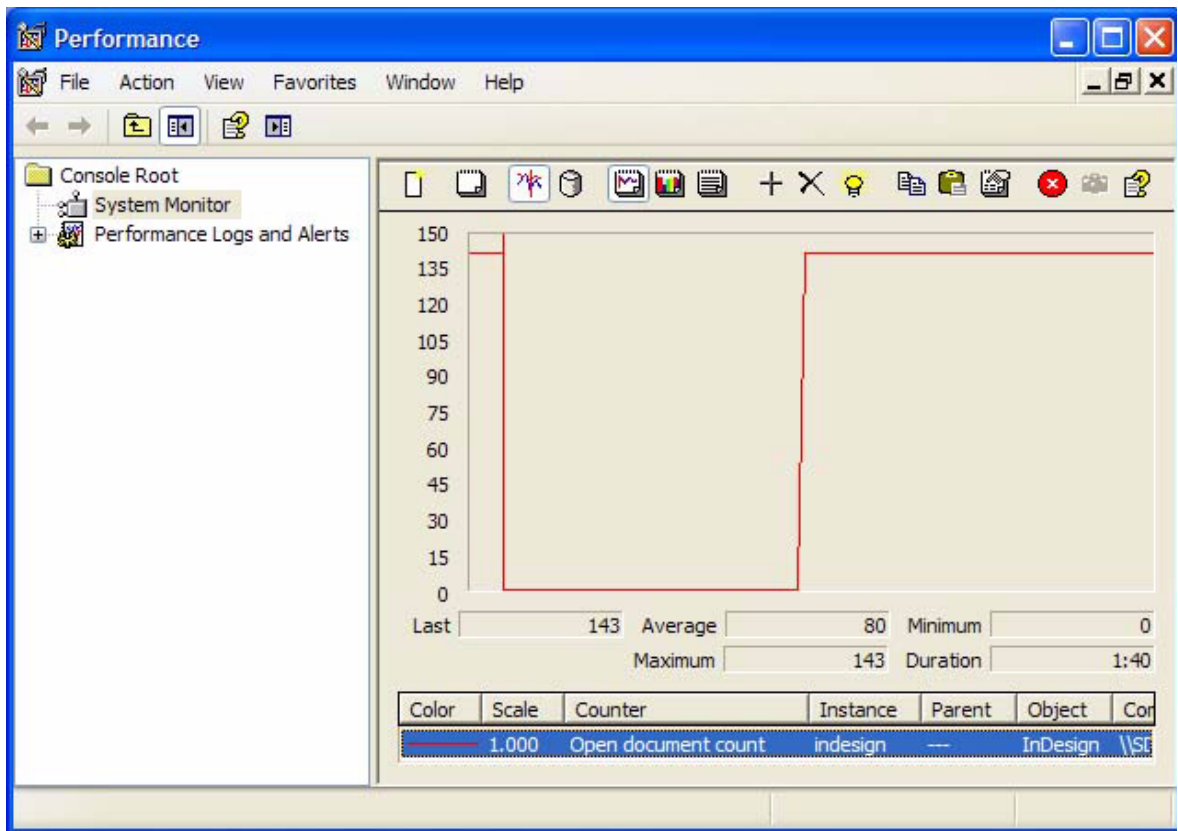 Performance
File Action View Favorites Window Help
Console Root
System Monitor
Performance Logs and Alerts
150
135
120
105
90
75
60
45
30
15
0
Last 143 Average 80 Minimum 0
Maximum 143 Duration 1:40
Color Scale Counter Instance Parent Object
1.000 Open document count indesign --- InDesign